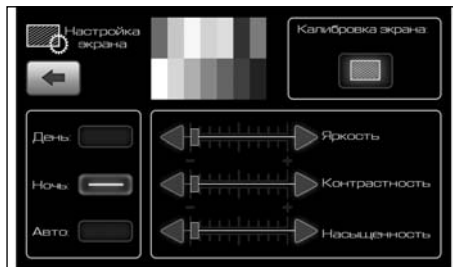 Настройка
экрана
Калибровка экрана:
День:
Ночь:
Авто:
Яркость
Контрастность
Насыщенность